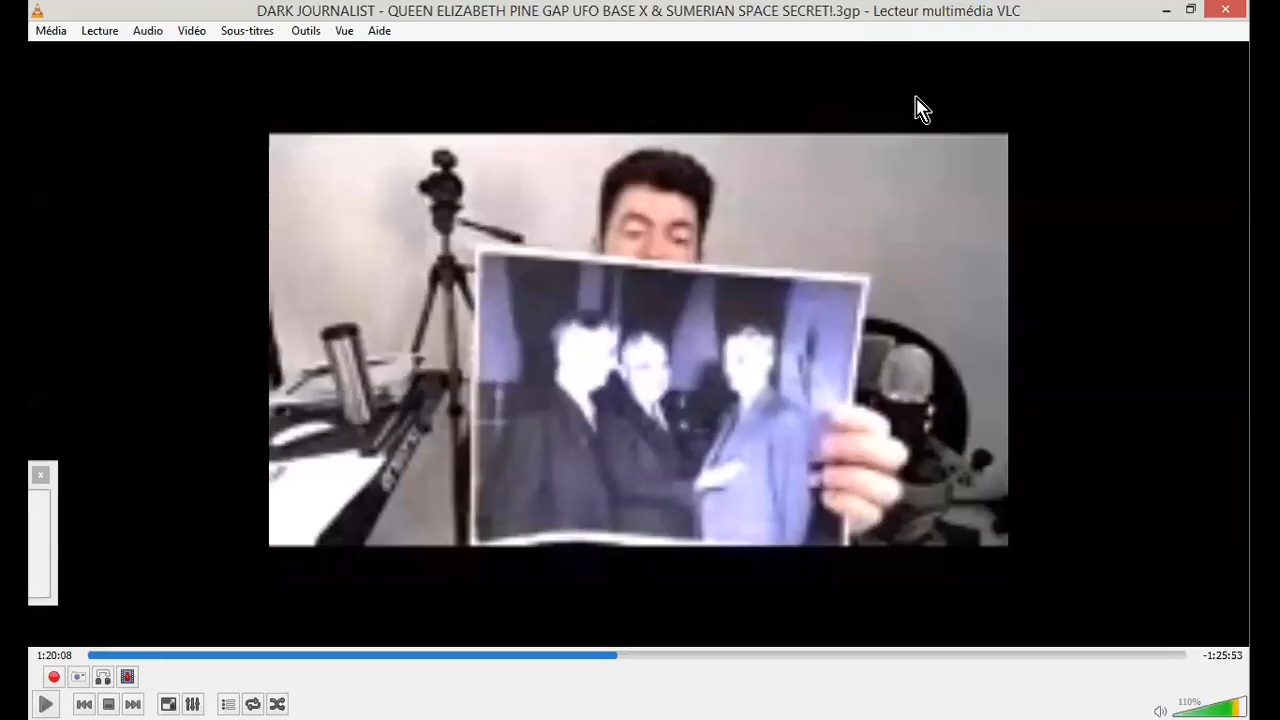 DARK JOURNALIST - QUEEN ELIZABETH PINE GAP UFO BASE X & SUMERIAN SPACE SECRET!.3gp - Lecteur multimédia VLC
Média Lecture Audio Vidéo Sous-titres Outils Vue Aide
1:20:08 -1:25:53
110%